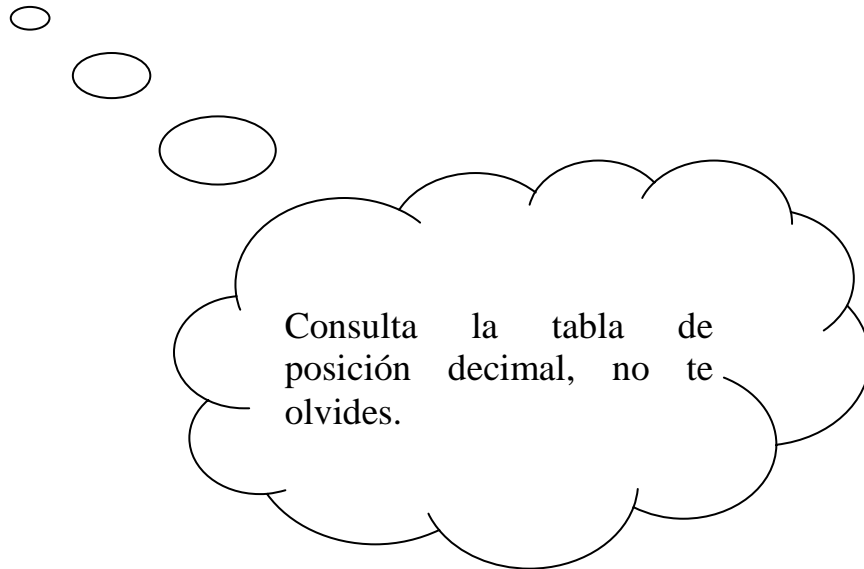 Consulta la tabla de
posición decimal, no te
olvides.